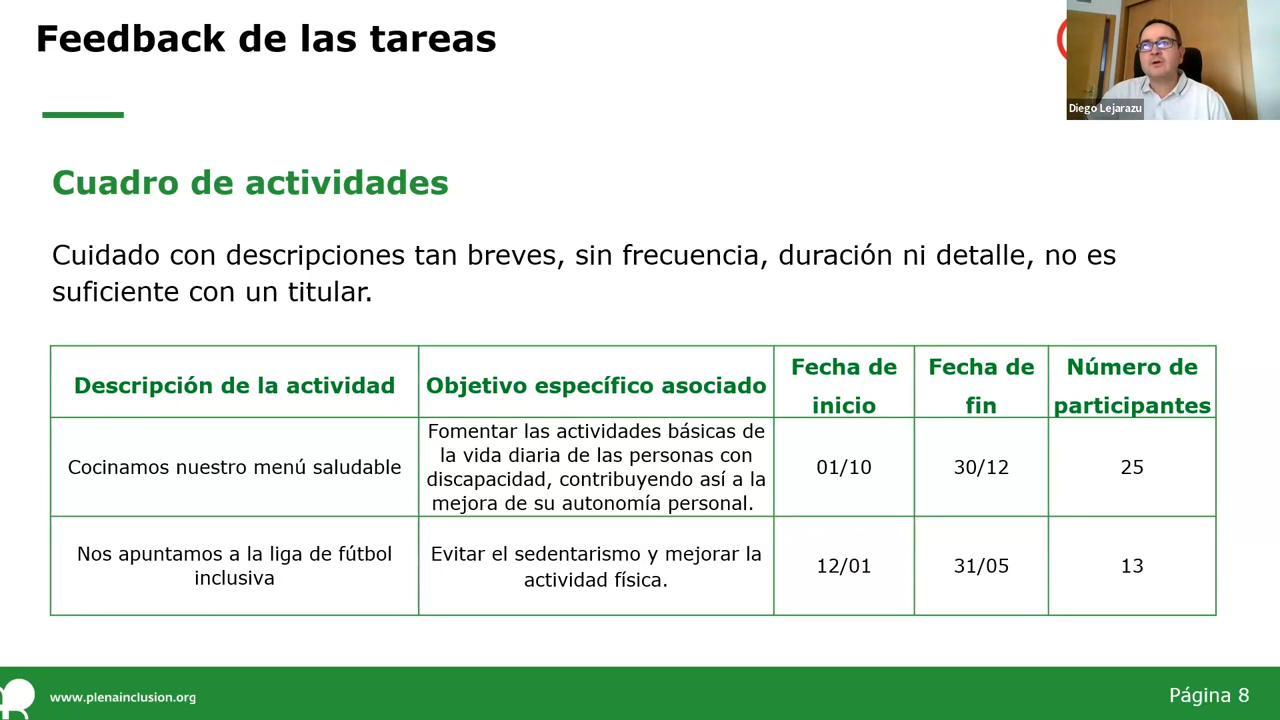 Feedback de las tareas
Diego Lejarazu
Cuadro de actividades
Cuidado con descripciones tan breves, sin frecuencia, duración ni detalle, no es
suficiente con un titular.
Descripción de la actividad
Objetivo específico asociado
Fecha de
inicio
Fecha de
fin
Número de
participantes
Cocinamos nuestro menú saludable
Fomentar las actividades básicas de
la vida diaria de las personas con
discapacidad, contribuyendo así a la
mejora de su autonomía personal.
01/10
30/12
25
Nos apuntamos a la liga de fútbol
inclusiva
Evitar el sedentarismo y mejorar la
actividad física.
12/01
31/05
13
www.plenainclusion.org
Página 8